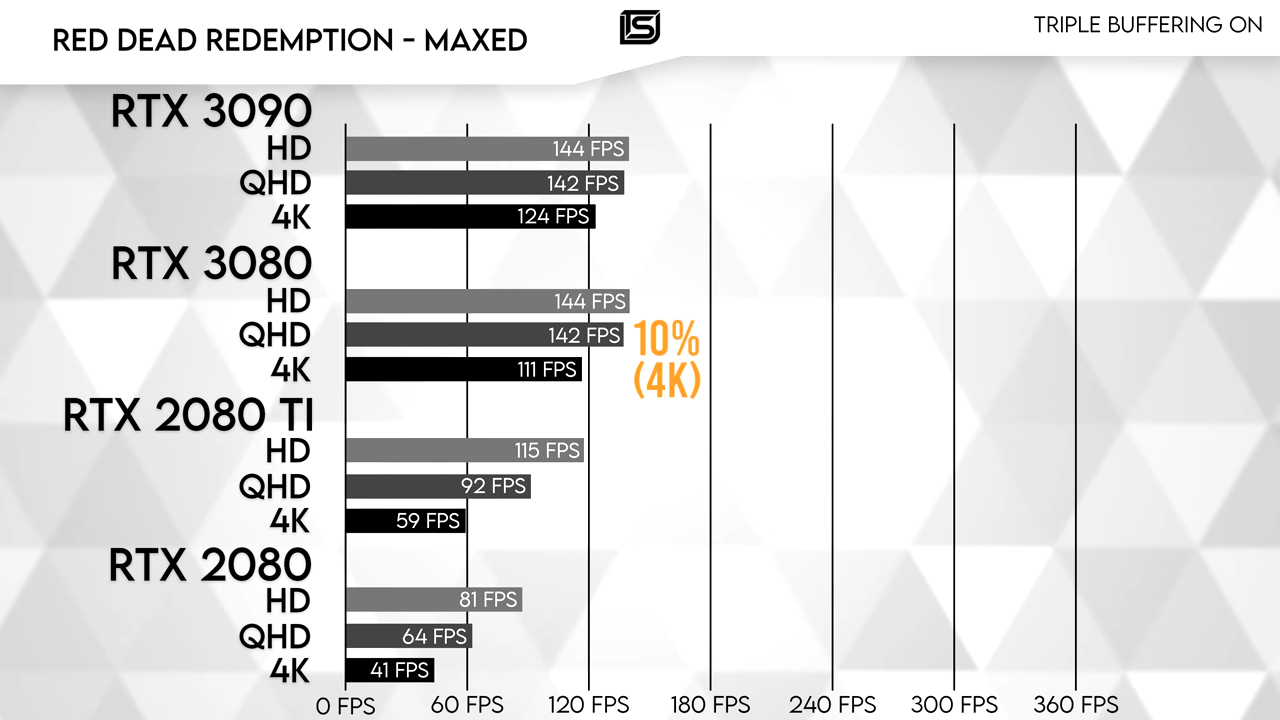 RED DEAD REDEMPTION - MAXED
TRIPLE BUFFERING ON
RTX 3090
HD 144 FPS
QHD 142 FPS
4K 124 FPS
RTX 3080
HD 144 FPS
QHD 142 FPS
4K 111 FPS
10%
(4K)
RTX 2080 TI
HD 115 FPS
QHD 92 FPS
4K 59 FPS
RTX 2080
HD 81 FPS
QHD 64 FPS
4K 41 FPS
0 FPS 60 FPS 120 FPS 180 FPS 240 FPS 300 FPS 360 FPS